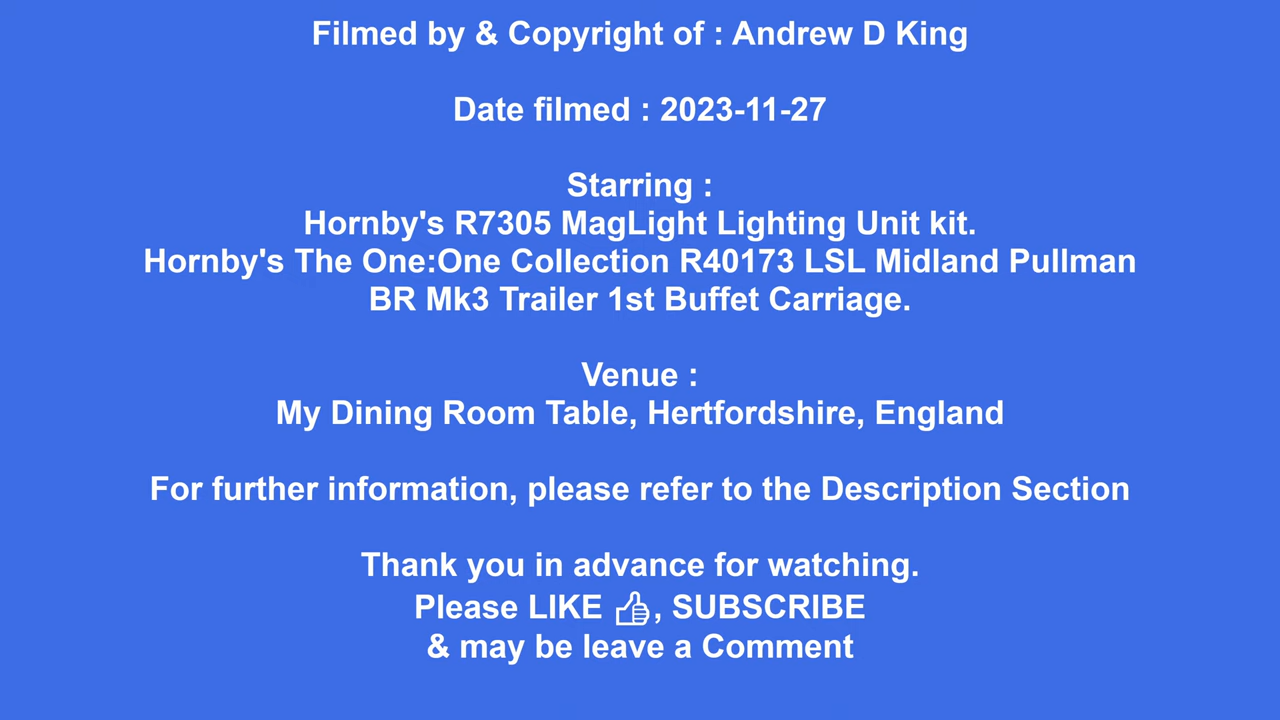 Filmed by & Copyright of : Andrew D King
Date filmed : 2023-11-27
Starring :
Hornby's R7305 MagLight Lighting Unit kit.
Hornby's The One:One Collection R40173 LSL Midland Pullman
BR Mk3 Trailer 1st Buffet Carriage.
Venue :
My Dining Room Table, Hertfordshire, England
For further information, please refer to the Description Section
Thank you in advance for watching.
Please LIKE 👍, SUBSCRIBE
& may be leave a Comment